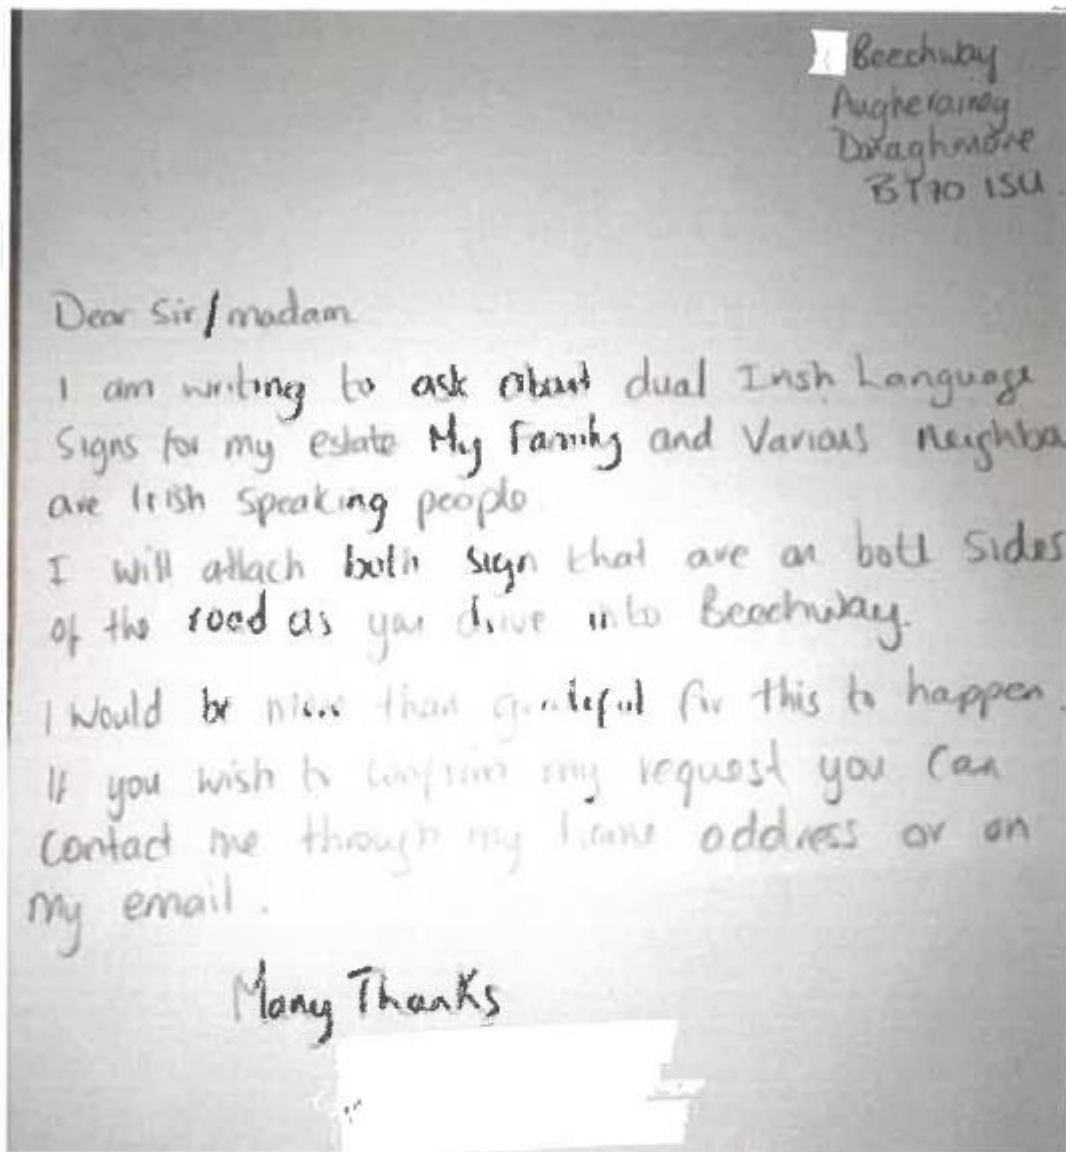 Beechway
Augherainey
Donaghmore
BT70 1SU
Dear Sir/madam
I am writing to ask about dual Irish Language
Signs for my estate My Family and Various Neighbo
are Irish Speaking people
I will attach both sign that are on both Sides
of the road as you drive into Beechway.
I would be more than grateful for this to happen.
If you wish to confirm my request you can
Contact me through my home address or on
my email.
Many Thanks